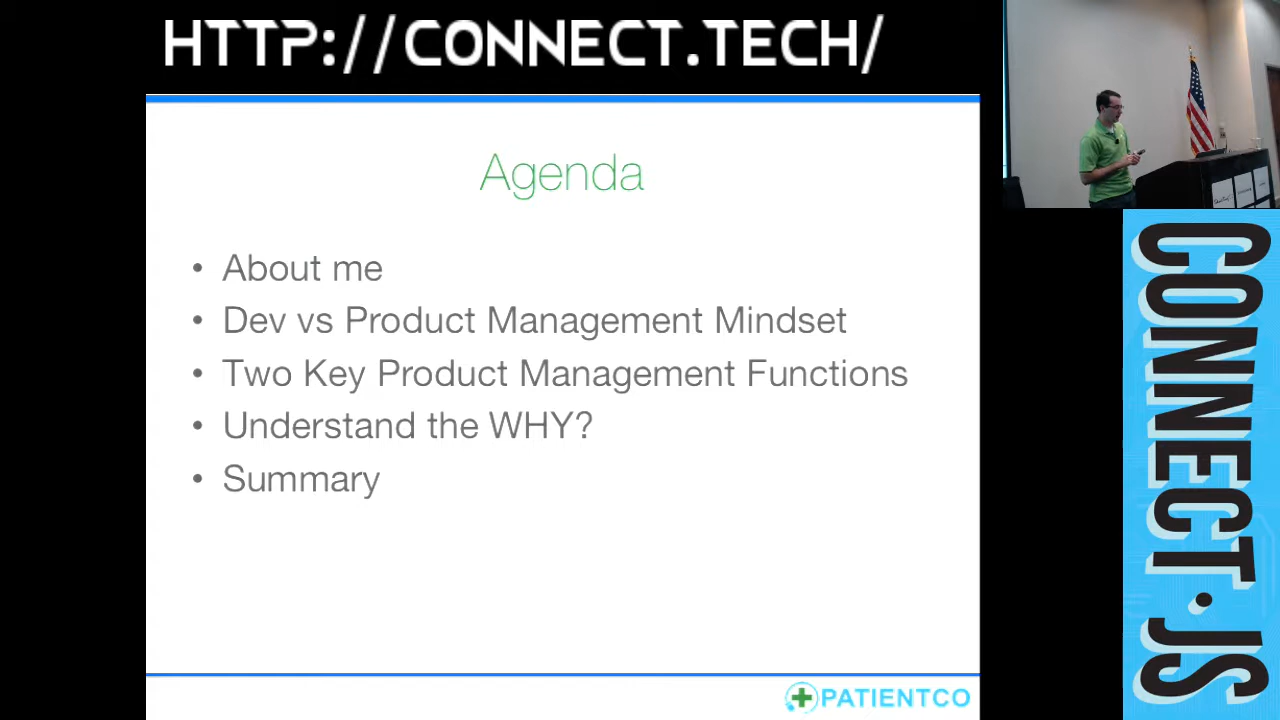 HTTP://CONNECT.TECH/
Agenda
• About me
• Dev vs Product Management Mindset
• Two Key Product Management Functions
• Understand the WHY?
• Summary
PATIENTCO
CONNECT.JS